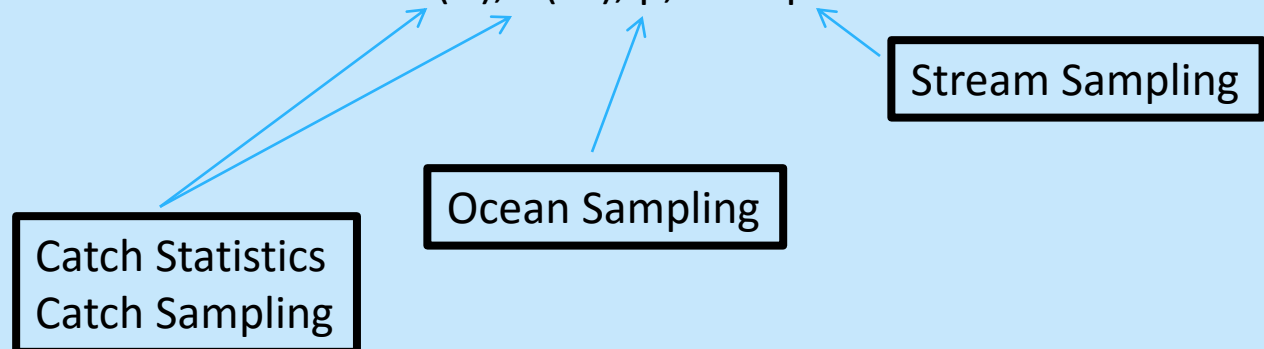 Stream Sampling
Ocean Sampling
Catch Statistics
Catch Sampling